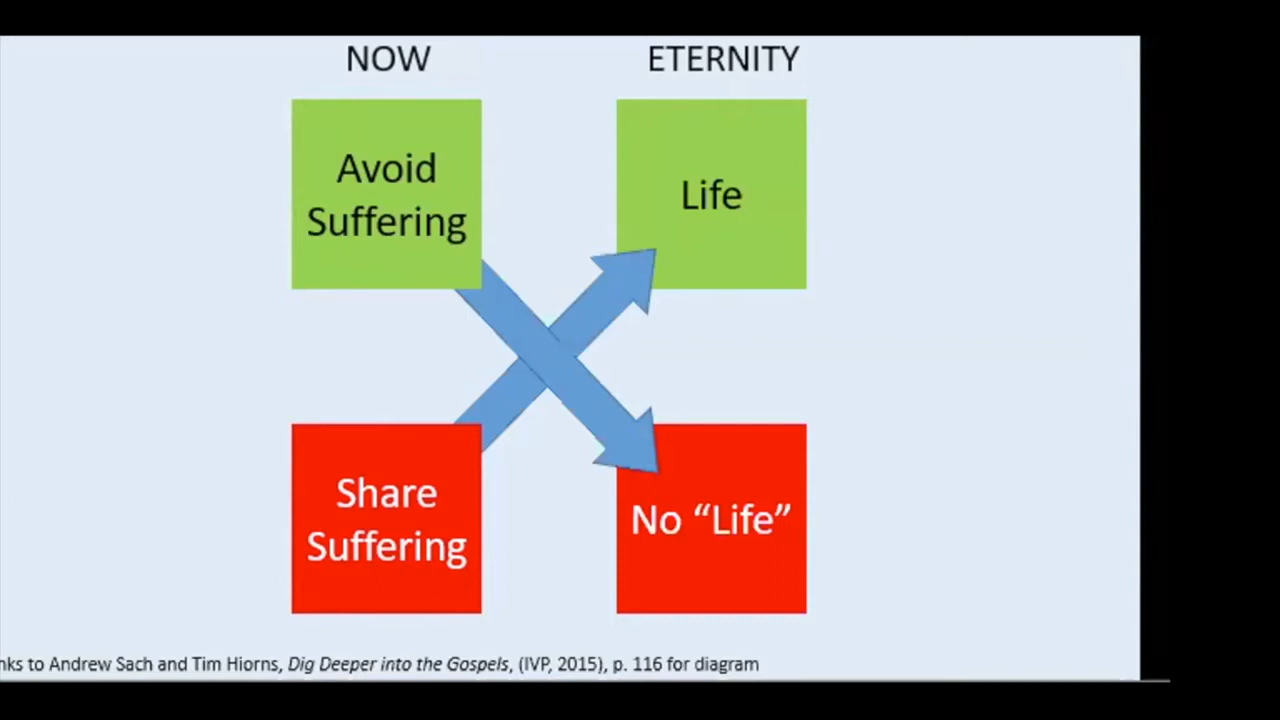 NOW
ETERNITY
Avoid
Suffering
Life
Share
Suffering
No “Life”
to Andrew Sach and Tim Hiorns, Dig Deeper into the Gospels, (IVP, 2015), p. 116 for diagram